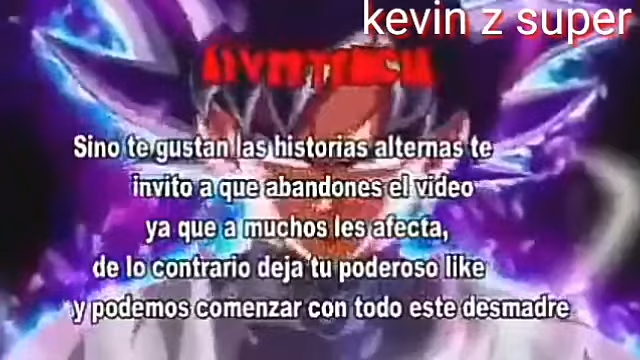 kevin z super
ADVERTENCIA
Sino te gustan las historias alternas te
invito a que abandones el video
ya que a muchos les afecta,
de lo contrario deja tu poderoso like
y podemos comenzar con todo este desmadre